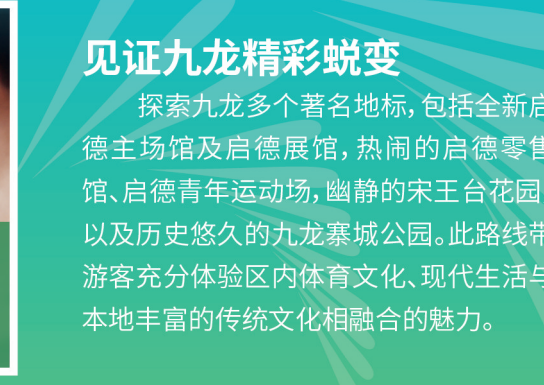 见证九龙精彩蜕变
探索九龙多个著名地标，包括全新启
德主场馆及启德展馆，热闹的启德零售
馆、启德青年运动场，幽静的宋王台花园
以及历史悠久的九龙寨城公园。此路线带
游客充分体验区内体育文化、现代生活与
本地丰富的传统文化相融合的魅力。